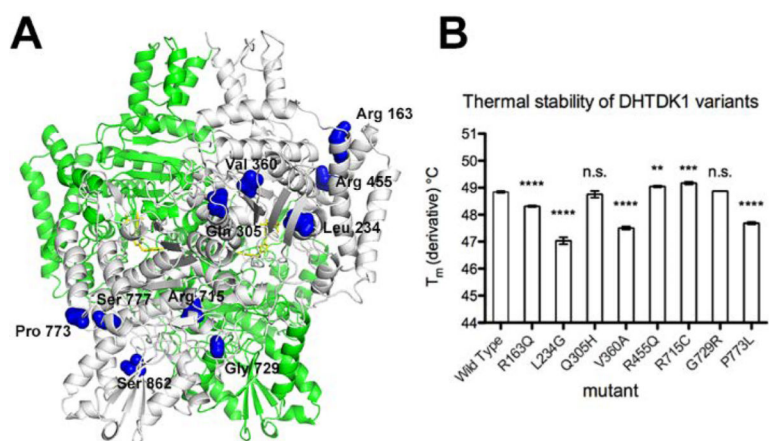 A
Arg 163
Val 360
Arg 455
Gln 305
Leu 234
Ser 777
Arg 715
Pro 773
Gly 729
Ser 862
B
Thermal stability of DHTDK1 variants
Tm (derivative) °C
51
50
49
48
47
46
45
44
****
****
n.s.
****
**
***
n.s.
****
Wild Type
R163Q
L234G
Q305H
V360A
R455Q
R715C
G729R
P773L
mutant